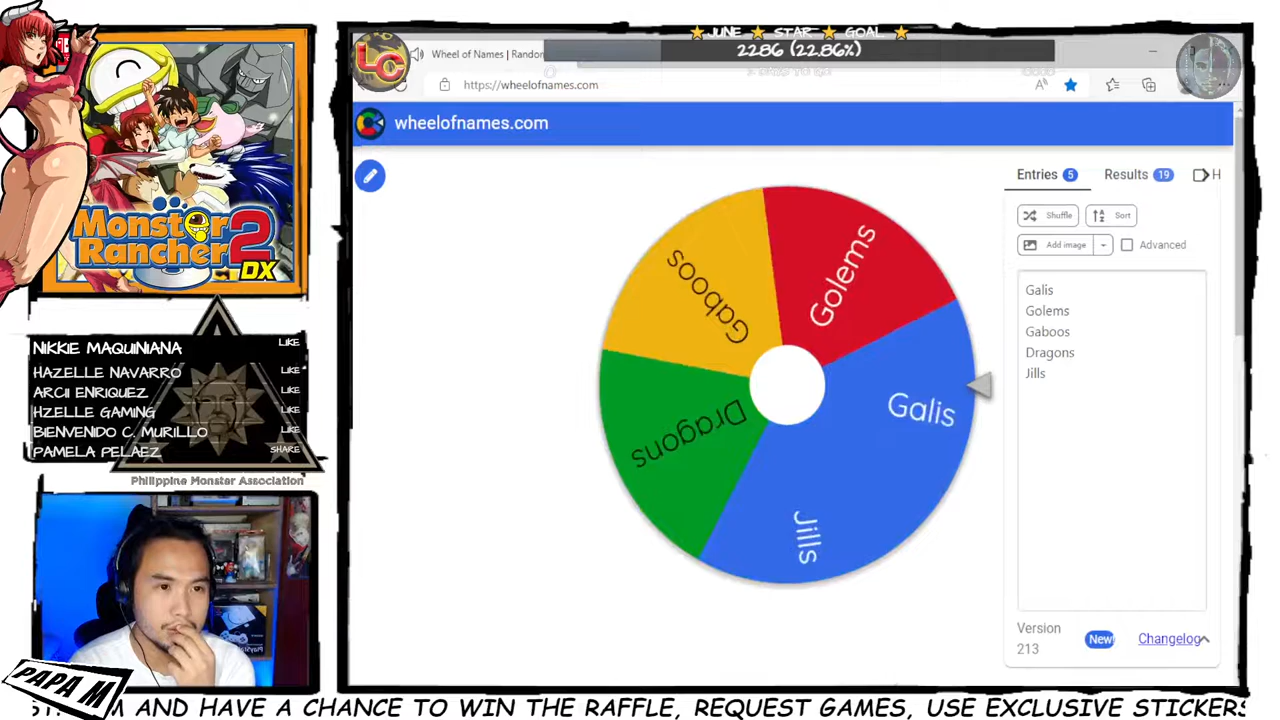 ★ JUNE ★ STAR ★ GOAL ★
2286 (22.86%)
LC
Wheel of Names | Random
https://wheelofnames.com
wheelofnames.com
Monster
Rancher 2
DX
NIKKIE MAQUINIANA LIKE
HAZELLE NAVARRO LIKE
ARCII ENRIQUEZ LIKE
HZELLE GAMING LIKE
BIENVENIDO C. MURILLO LIKE
PAMELA PELAEZ SHARE
Philippine Monster Association
Golems
Galis
Jills
Dragons
Gaboos
Entries 5 Results 19 H
Shuffle Sort
Add image Advanced
Galis
Golems
Gaboos
Dragons
Jills
Version
213
New!
Changelog
PAPA M
AND HAVE A CHANCE TO WIN THE RAFFLE, REQUEST GAMES, USE EXCLUSIVE STICKERS